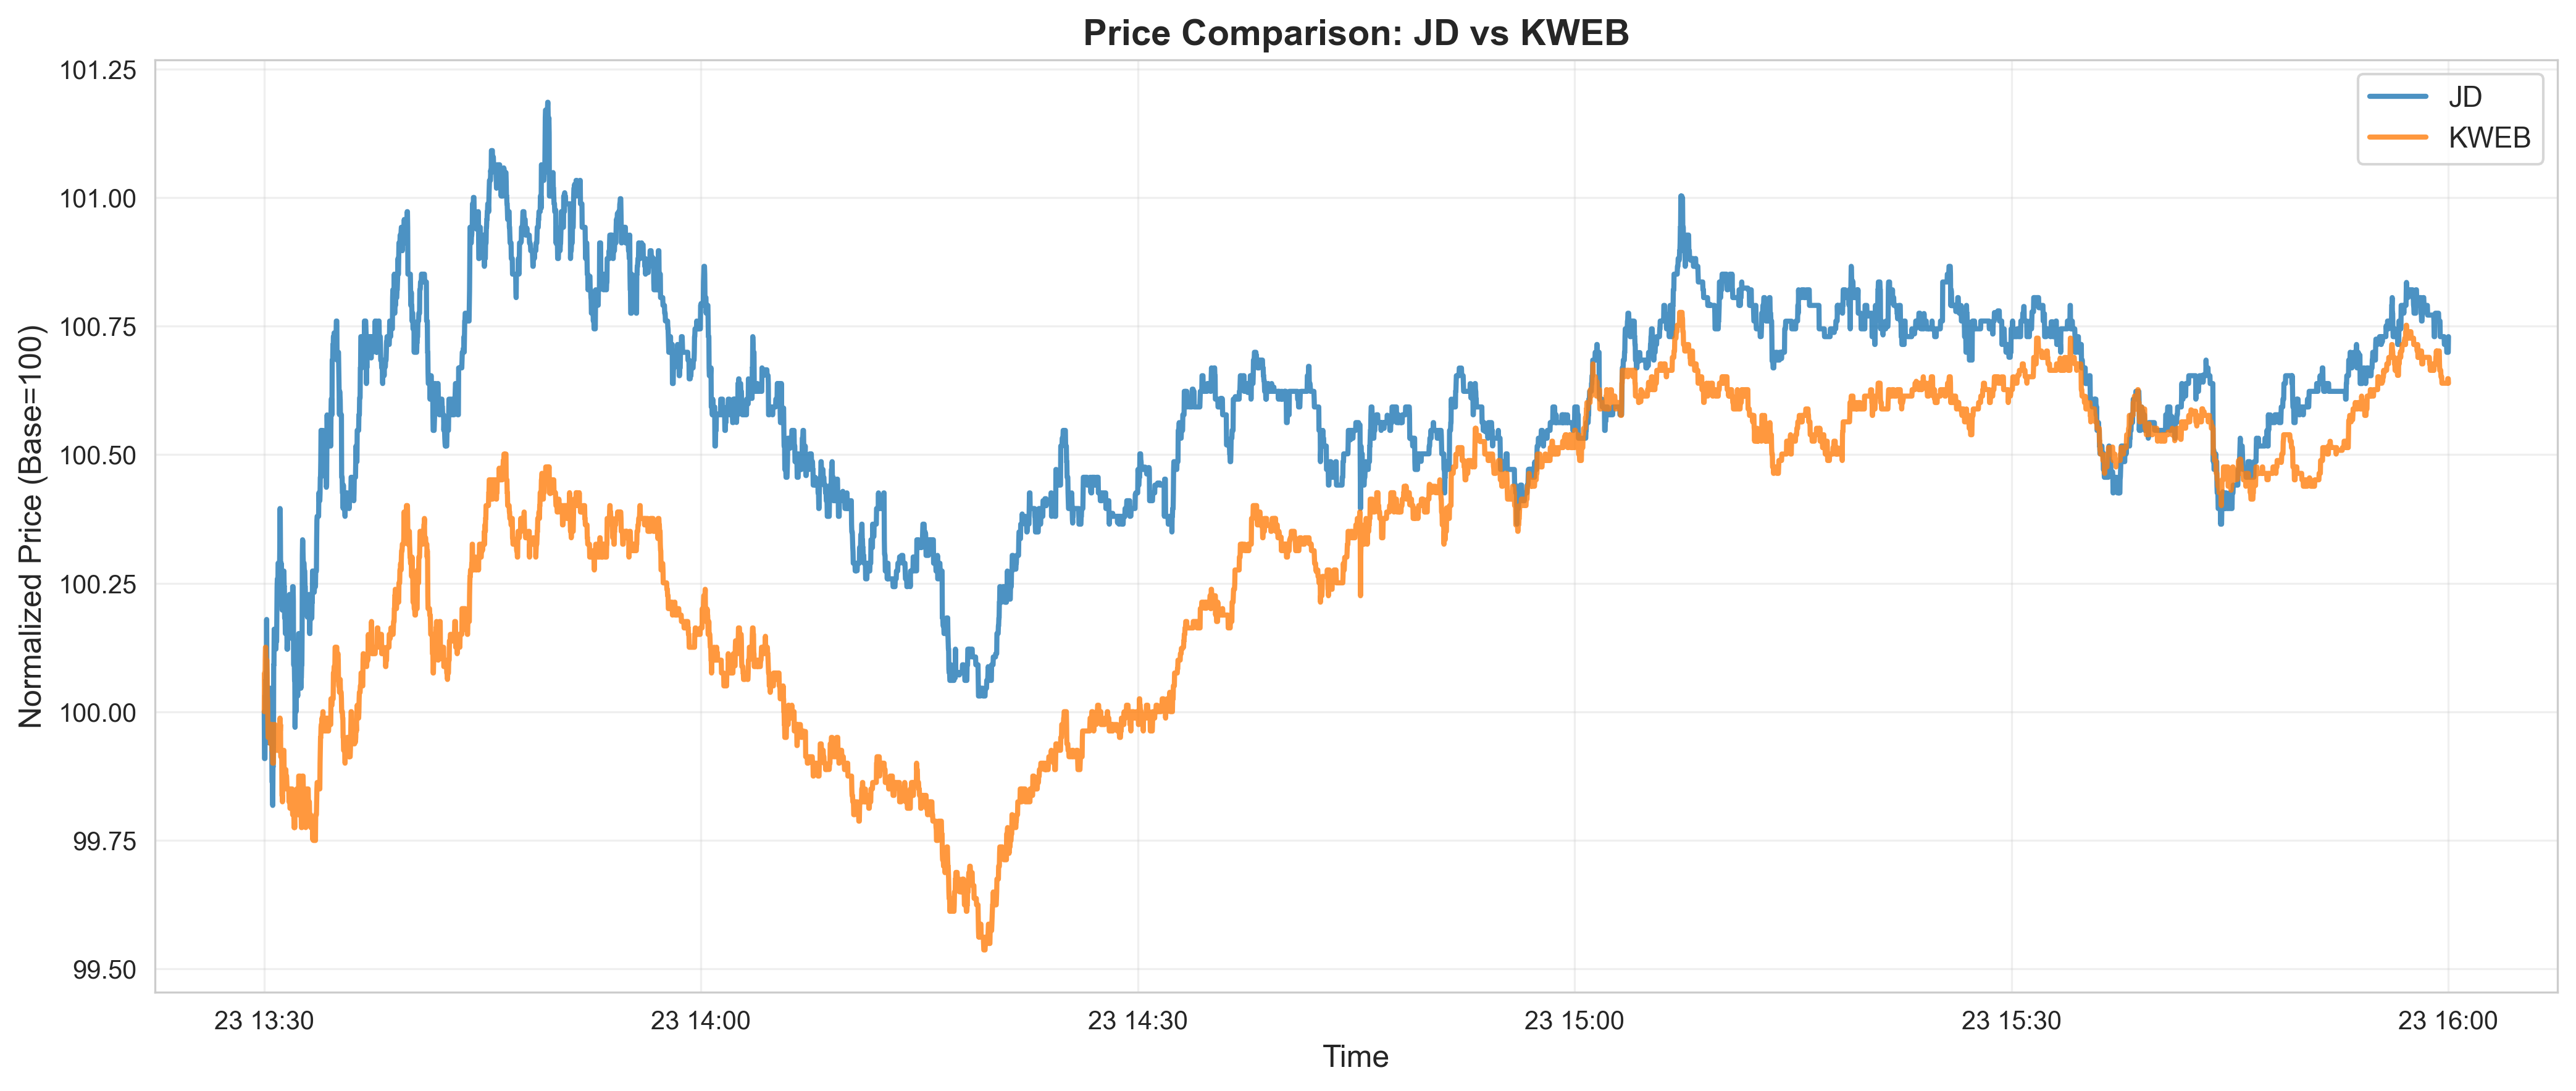 Price Comparison: JD vs KWEB
JD
KWEB
Normalized Price (Base=100)
101.25
101.00
100.75
100.50
100.25
100.00
99.75
99.50
23 13:30
23 14:00
23 14:30
23 15:00
23 15:30
23 16:00
Time